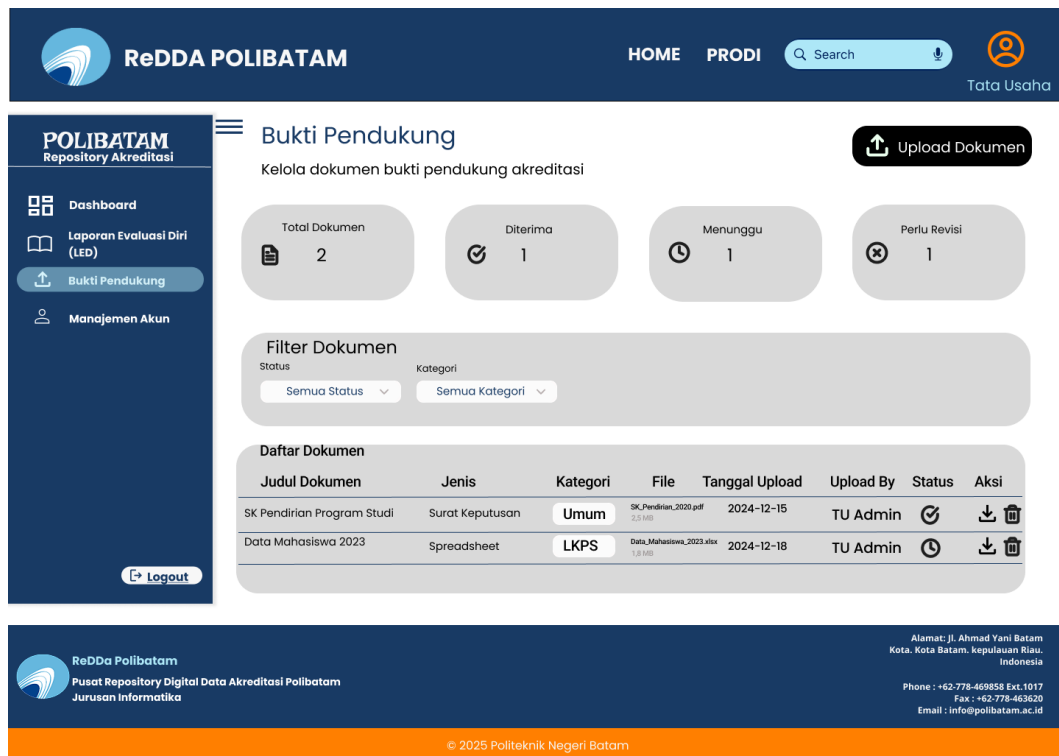 ReDDA POLIBATAM
HOME
PRODI
Search
Tata Usaha
POLIBATAM
Repository Akreditasi
Dashboard
Laporan Evaluasi Diri
(LED)
Bukti Pendukung
Manajemen Akun
Logout
Bukti Pendukung
Kelola dokumen bukti pendukung akreditasi
Upload Dokumen
Total Dokumen
2
Diterima
1
Menunggu
1
Perlu Revisi
1
Filter Dokumen
Status
Kategori
Semua Status
Semua Kategori
Daftar Dokumen
Judul Dokumen Jenis Kategori File Tanggal Upload Upload By Status Aksi
SK Pendirian Program Studi Surat Keputusan Umum SK_Pendirian_2020.pdf 2024-12-15 TU Admin
2,5 MB
Data Mahasiswa 2023 Spreadsheet LKPS Data_Mahasiswa_2023.xlsx 2024-12-18 TU Admin
1,8 MB
ReDDa Polibatam
Pusat Repository Digital Data Akreditasi Polibatam
Jurusan Informatika
Alamat: Jl. Ahmad Yani Batam
Kota. Kota Batam. kepulauan Riau.
Indonesia
Phone : +62-778-469858 Ext.1017
Fax : +62-778-463620
Email : info@polibatam.ac.id
© 2025 Politeknik Negeri Batam